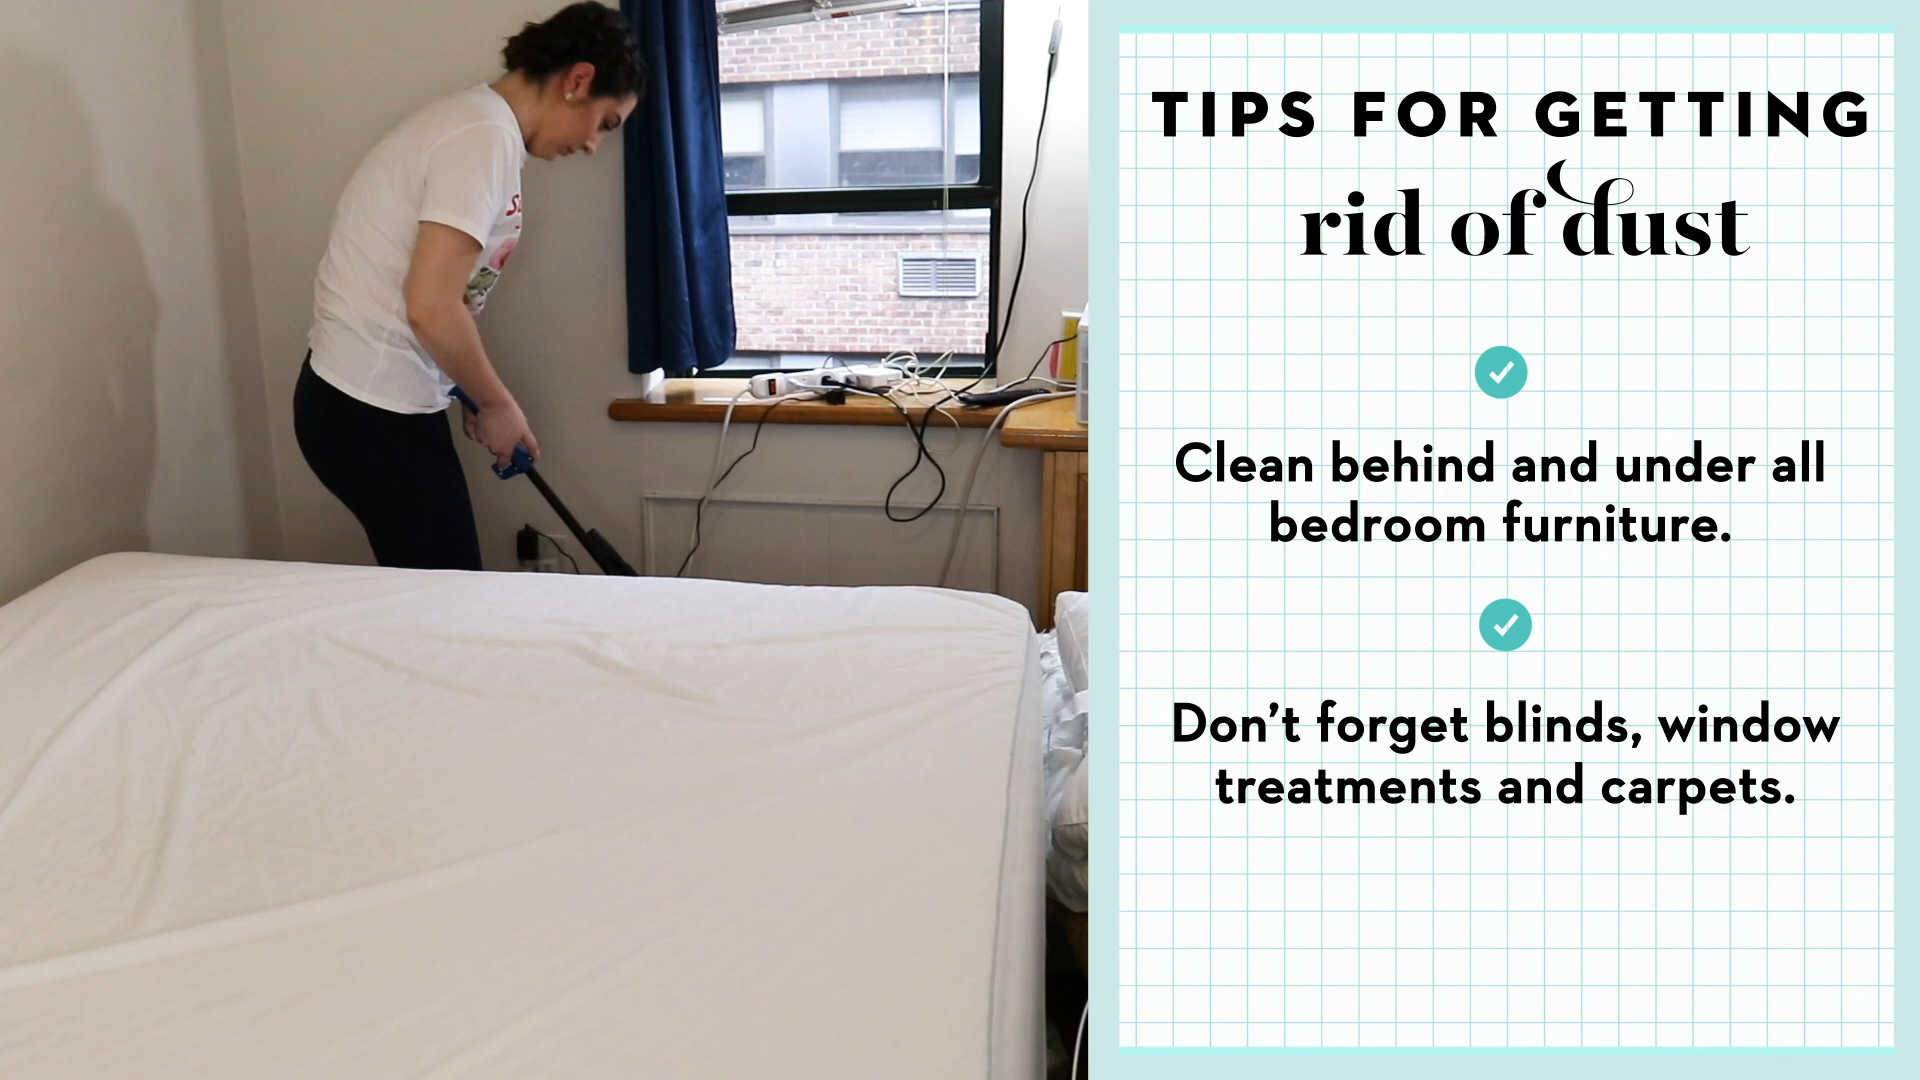 TIPS FOR GETTING
rid of dust
Clean behind and under all
bedroom furniture.
Don’t forget blinds, window
treatments and carpets.